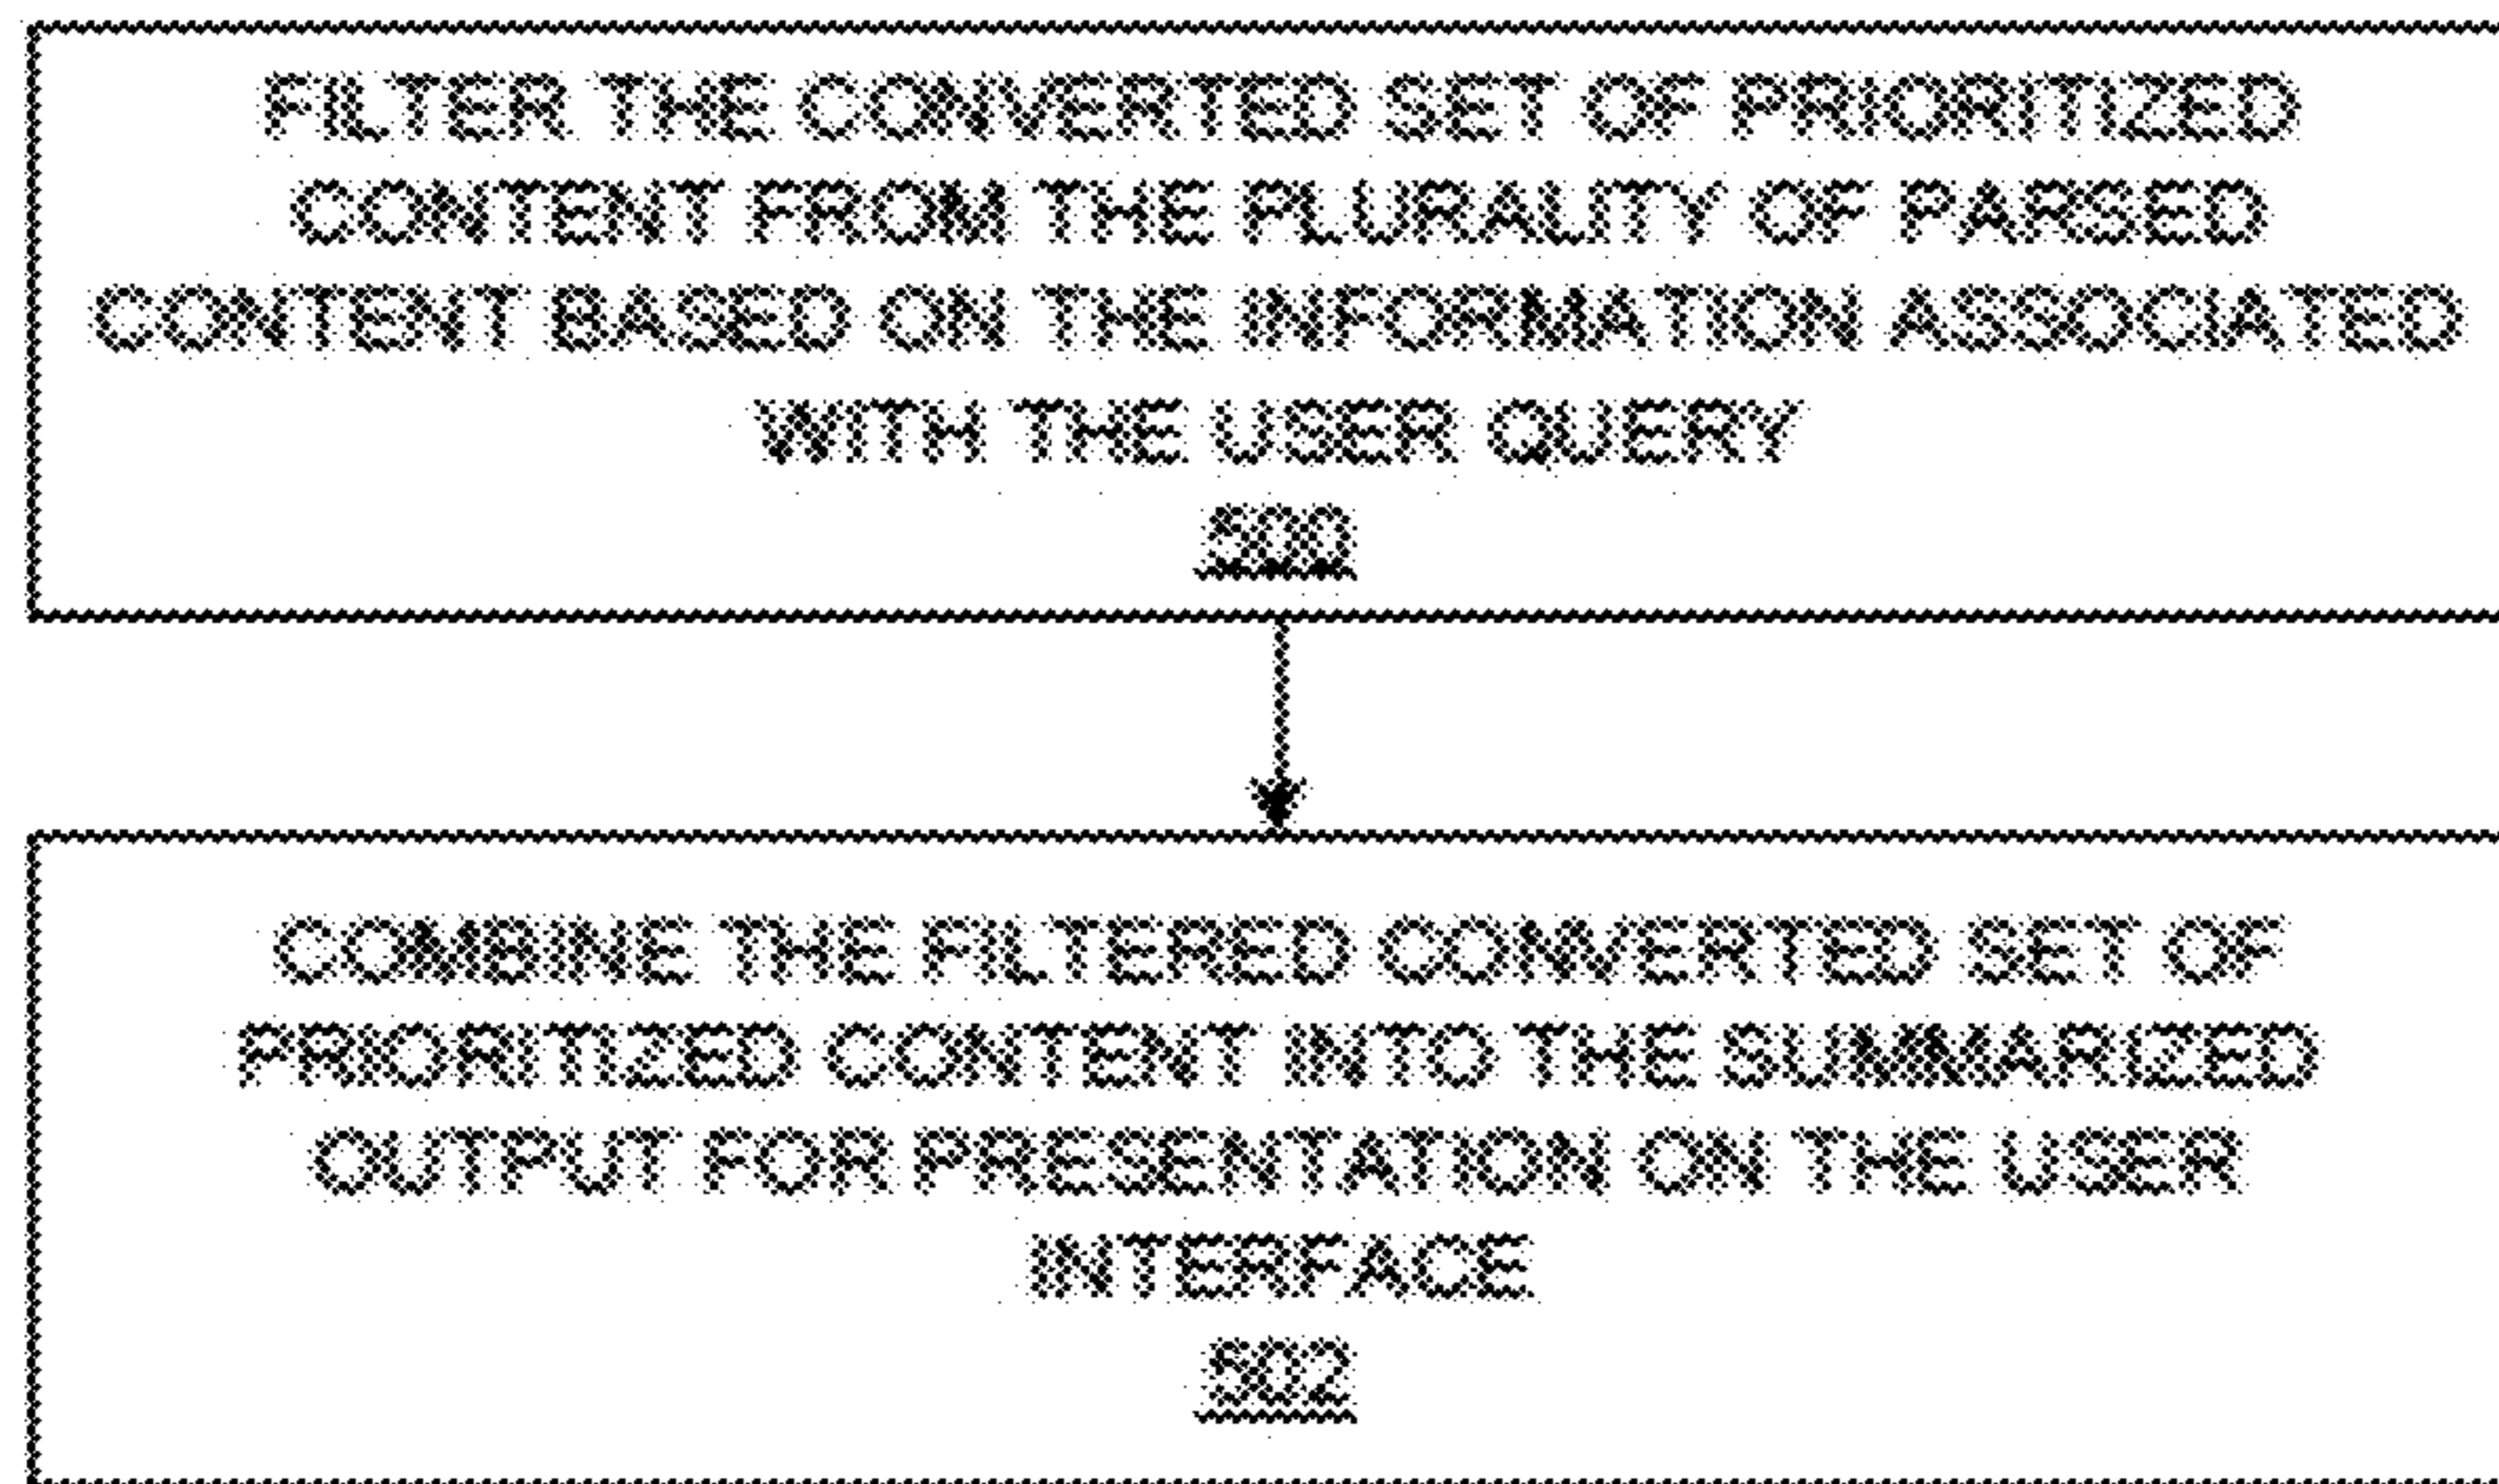 FILTER THE CONVERTED SET OF PRIORITIZED
CONTENT FROM THE PLURALITY OF PARSED
CONTENT BASED ON THE INFORMATION ASSOCIATED
WITH THE USER QUERY
500
COMBINE THE FILTERED CONVERTED SET OF
PRIORITIZED CONTENT INTO THE SUMMARIZED
OUTPUT FOR PRESENTATION ON THE USER
INTERFACE
502